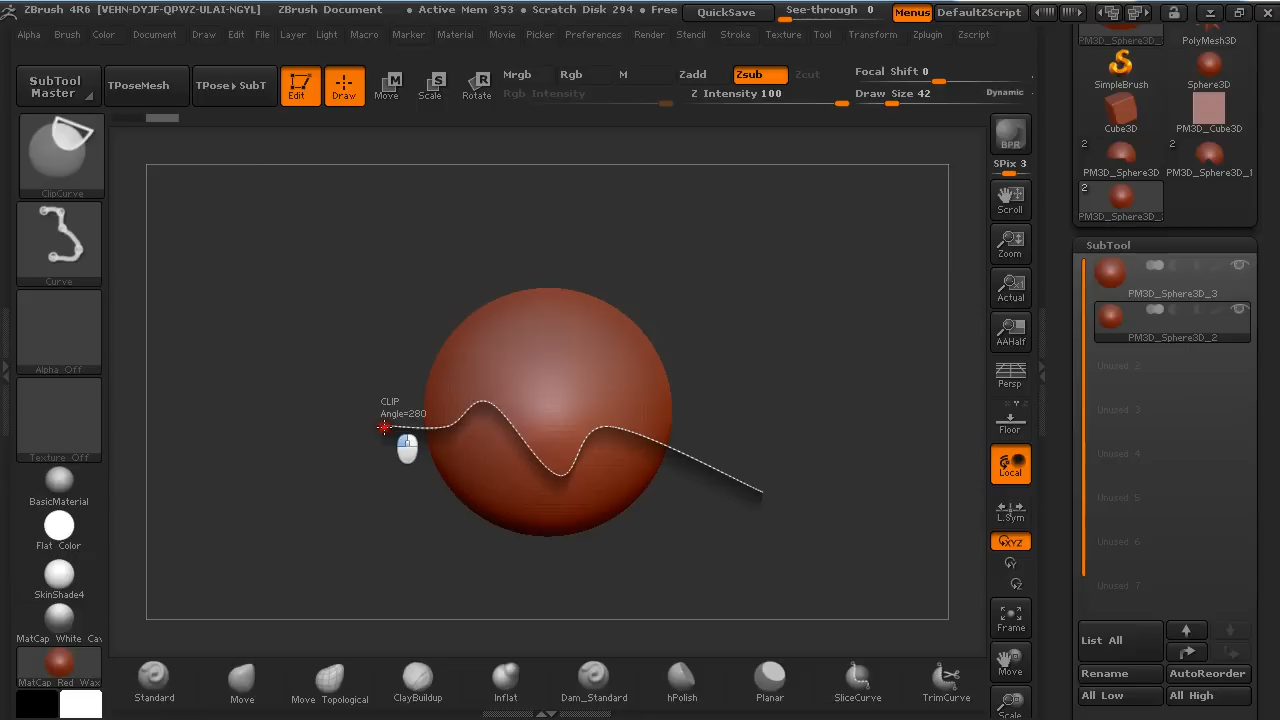 ZBrush 4R6 [VEHN-DYJF-QPWZ-ULAI-NGYL] ZBrush Document • Active Mem 353 • Scratch Disk 294 • Free QuickSave See-through 0 Menus DefaultZScript
Alpha Brush Color Document Draw Edit File Layer Light Macro Marker Material Movie Picker Preferences Render Stencil Stroke Texture Tool Transform Zplugin Zscript
SubTool Master
TPoseMesh
TPose▸SubT
Edit
Draw
Move
Scale
Rotate
Mrgb Rgb M Zadd Zsub Zcut
Rgb Intensity
Z Intensity 100
Focal Shift 0
Draw Size 42
Dynamic
ClipCurve
Curve
Alpha Off
Texture Off
BasicMaterial
Flat Color
SkinShade4
MatCap White Cav
MatCap Red Wax
CLIP
Angle=280
BPR
SPix 3
Scroll
Zoom
Actual
AAHalf
Persp
Floor
Local
L.Sym
XYZ
Frame
Move
Scale
PM3D_Sphere3D_
PolyMesh3D
SimpleBrush
Sphere3D
Cube3D
PM3D_Cube3D
2
2
PM3D_Sphere3D
PM3D_Sphere3D_1
2
PM3D_Sphere3D_
SubTool
PM3D_Sphere3D_3
PM3D_Sphere3D_2
Unused 2
Unused 3
Unused 4
Unused 5
Unused 6
Unused 7
List All
Rename
AutoReorder
All Low
All High
Standard
Move
Move Topological
ClayBuildup
Inflat
Dam_Standard
hPolish
Planar
SliceCurve
TrimCurve